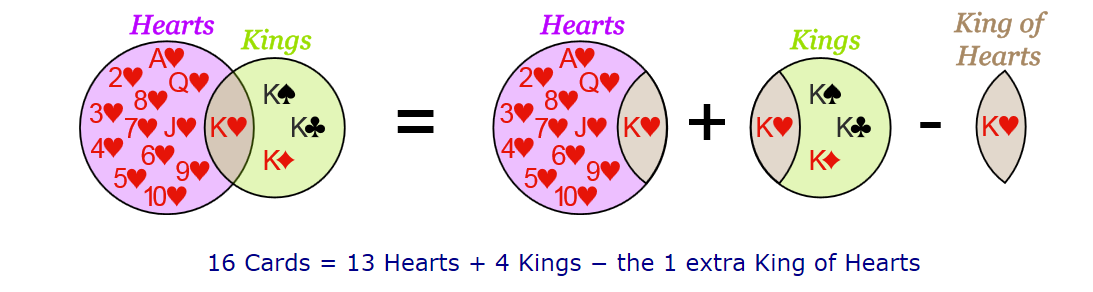 Hearts
Kings
A♥
2♥
Q♥
8♥
3♥
7♥
J♥
K♥
4♥
6♥
5♥
9♥
10♥
K♠
K♣
K♦
=
Hearts
A♥
2♥
Q♥
8♥
3♥
7♥
J♥
K♥
4♥
6♥
5♥
9♥
10♥
+
Kings
K♥
K♠
K♣
K♦
-
King of
Hearts
K♥
16 Cards = 13 Hearts + 4 Kings − the 1 extra King of Hearts